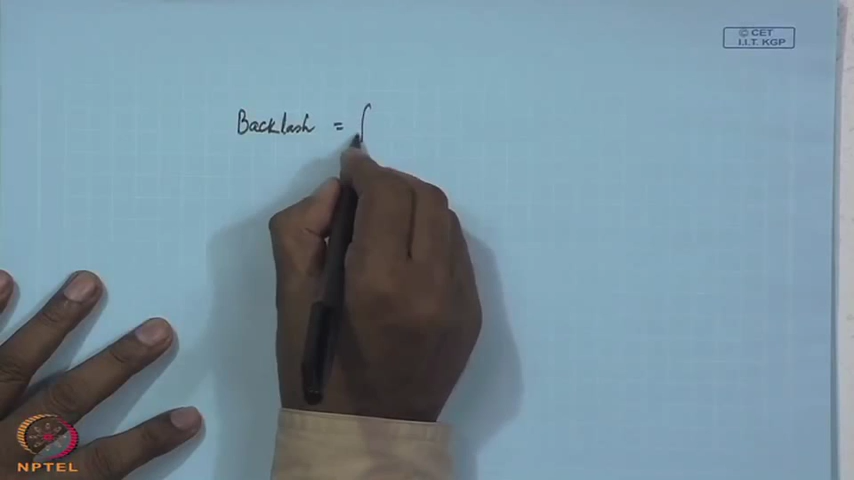 © CET
I.I.T. KGP
Backlash = ∫
NPTEL